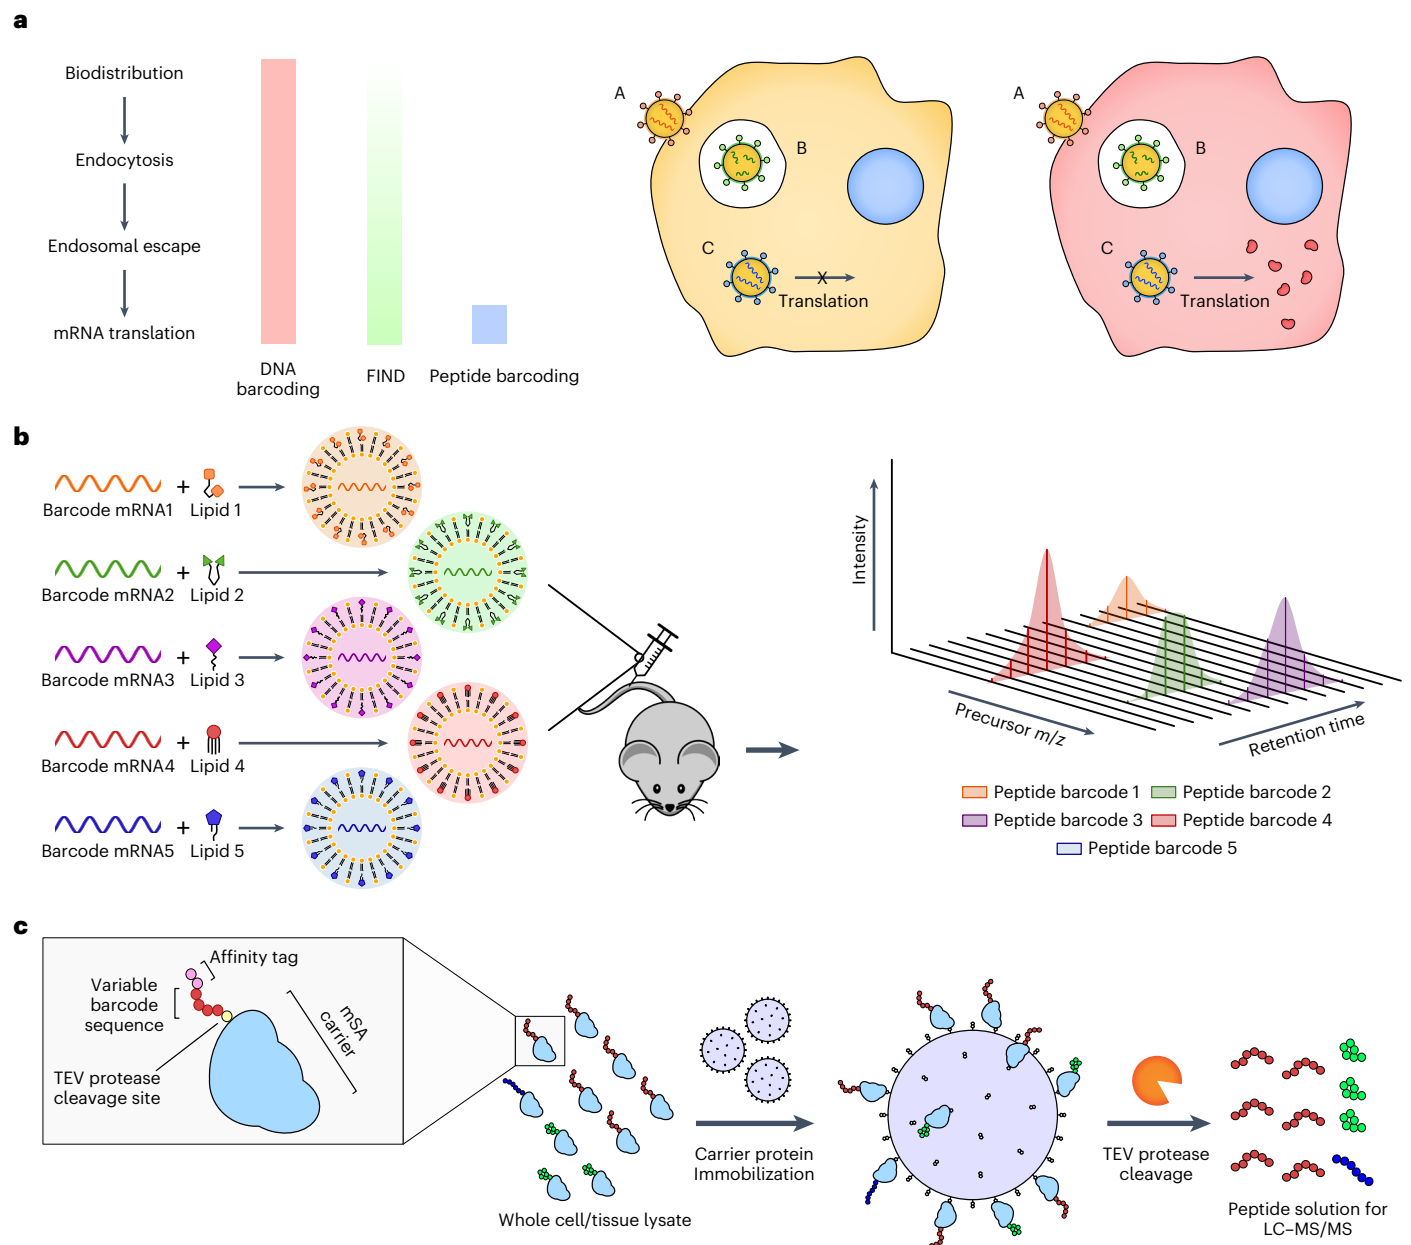 a
Biodistribution
Endocytosis
Endosomal escape
mRNA translation
DNA
barcoding
FIND
Peptide barcoding
A
B
C
X
Translation
A
B
C
Translation
b
Barcode mRNA1
+
Lipid 1
Barcode mRNA2
+
Lipid 2
Barcode mRNA3
+
Lipid 3
Barcode mRNA4
+
Lipid 4
Barcode mRNA5
+
Lipid 5
Intensity
Precursor m/z
Retention time
Peptide barcode 1
Peptide barcode 2
Peptide barcode 3
Peptide barcode 4
Peptide barcode 5
c
Affinity tag
Variable
barcode
sequence
mSA
carrier
TEV protease
cleavage site
Whole cell/tissue lysate
Carrier protein
Immobilization
TEV protease
cleavage
Peptide solution for
LC–MS/MS